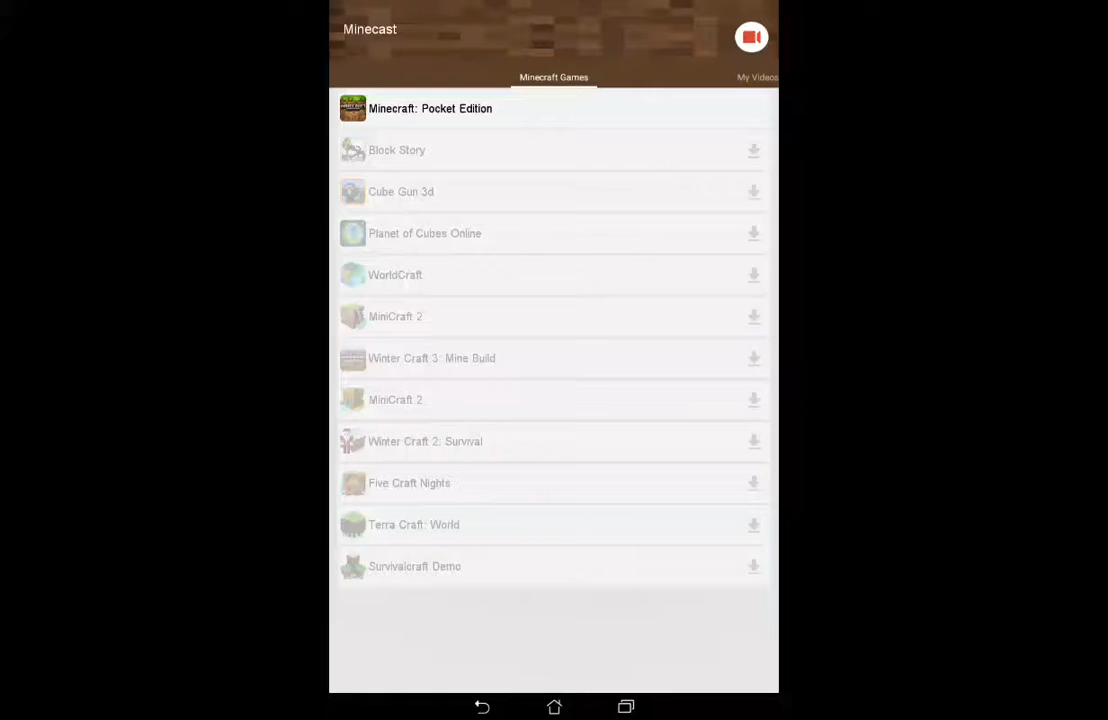 Minecast
Minecraft Games
My Videos
Minecraft: Pocket Edition
Block Story
Cube Gun 3d
Planet of Cubes Online
WorldCraft
MiniCraft 2
Winter Craft 3: Mine Build
MiniCraft 2
Winter Craft 2: Survival
Five Craft Nights
Terra Craft: World
Survivalcraft Demo